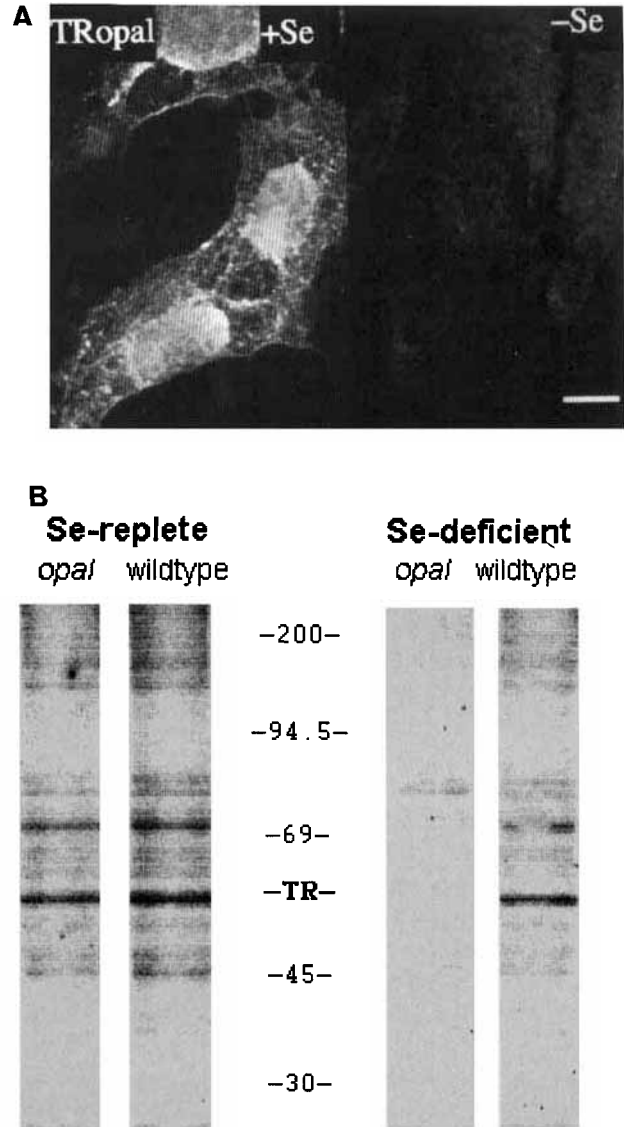 A
TRopal +Se
–Se
B
Se-replete
Se-deficient
opal wildtype
opal wildtype
–200–
–94.5–
–69–
–TR–
–45–
–30–